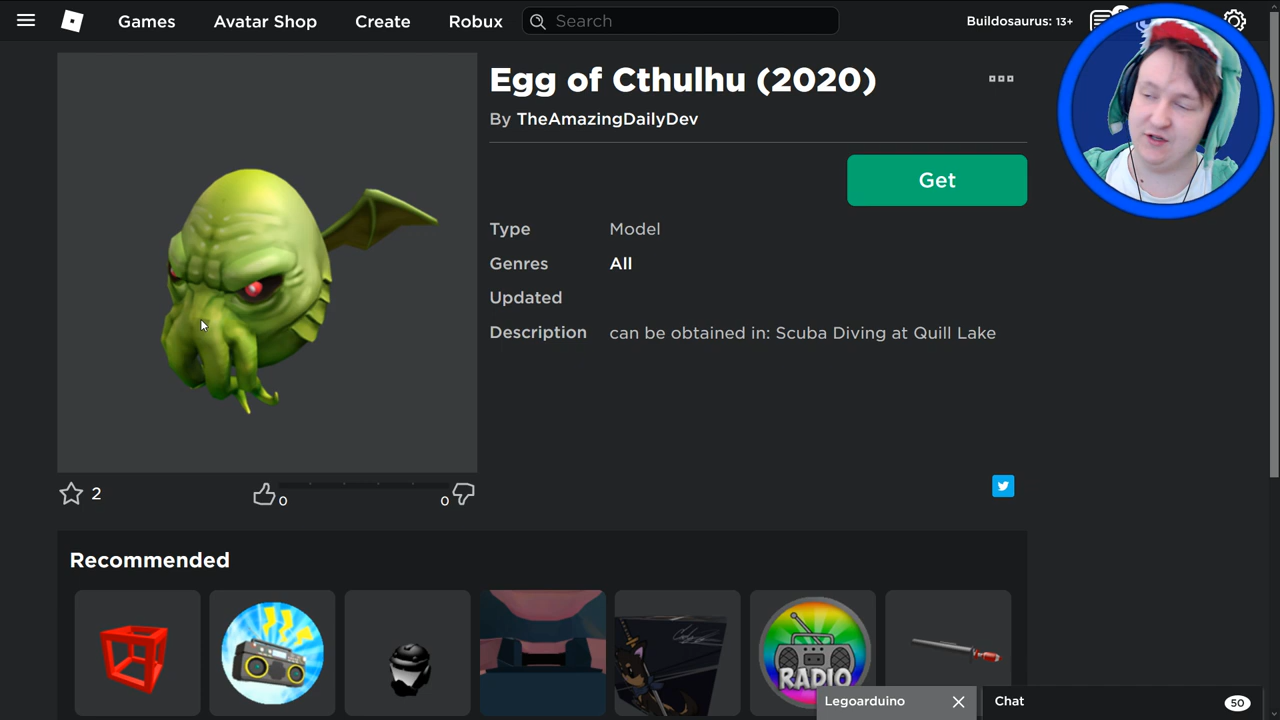 Games
Avatar Shop
Create
Robux
Search
Buildosaurus: 13+
Egg of Cthulhu (2020)
By TheAmazingDailyDev
Get
Type Model
Genres All
Updated
Description can be obtained in: Scuba Diving at Quill Lake
2
0
0
Recommended
RADIO
Legoarduino
Chat
50